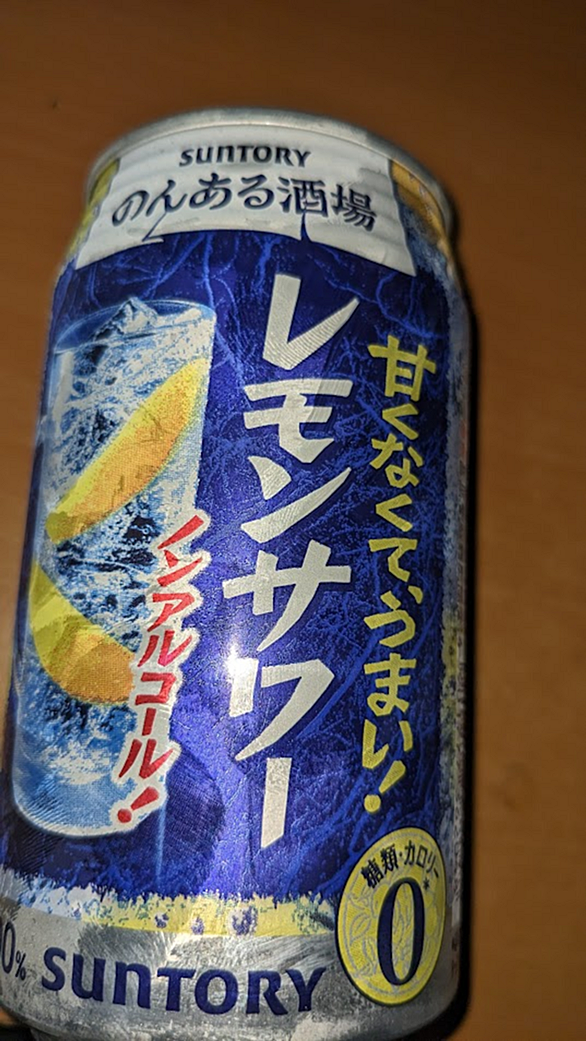 SUNTORY
のんある酒場
レモンサワー
甘くなくて、うまい!
ノンアルコール!
糖類・カロリー
0*
0%
SUNTORY